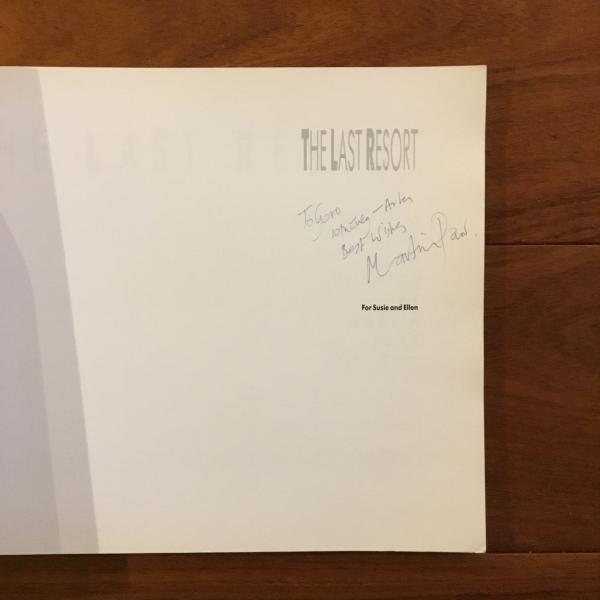 THE LAST RESORT
To Goro
Best Wishes
Martin Parr.
For Susie and Ellen